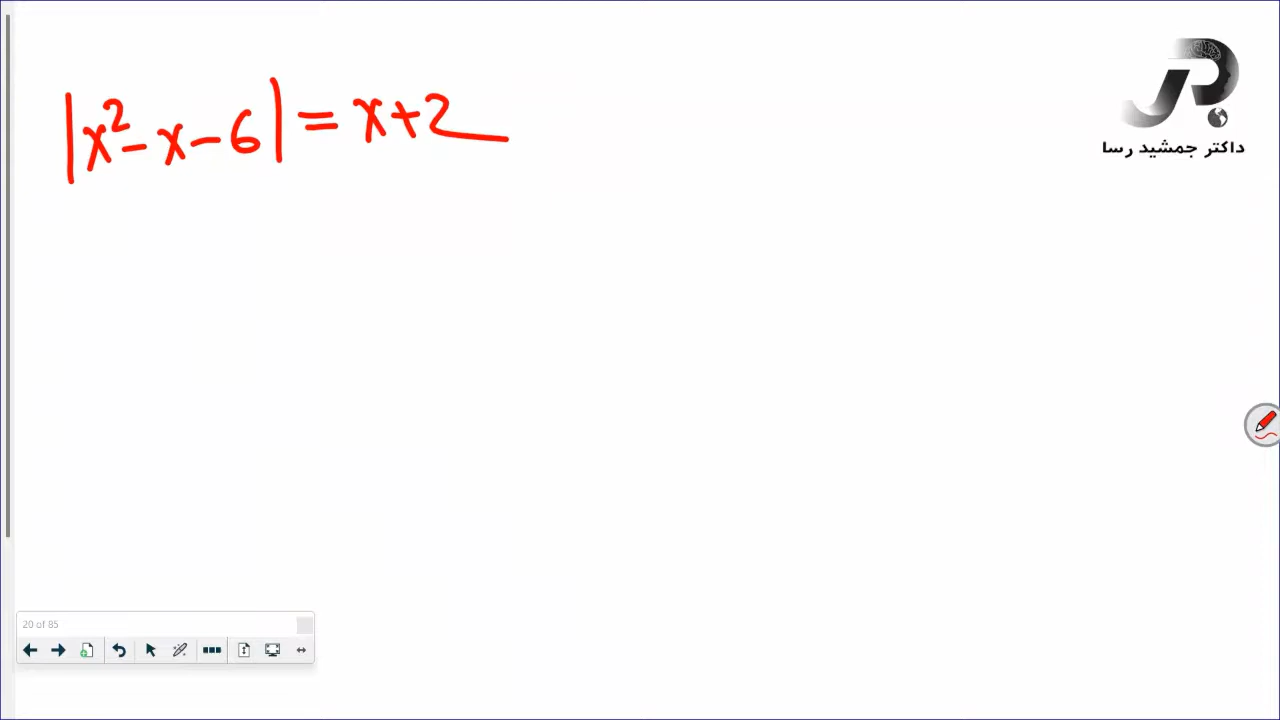 |x² - x - 6| = x + 2
داکتر جمشید رسا
20 of 85